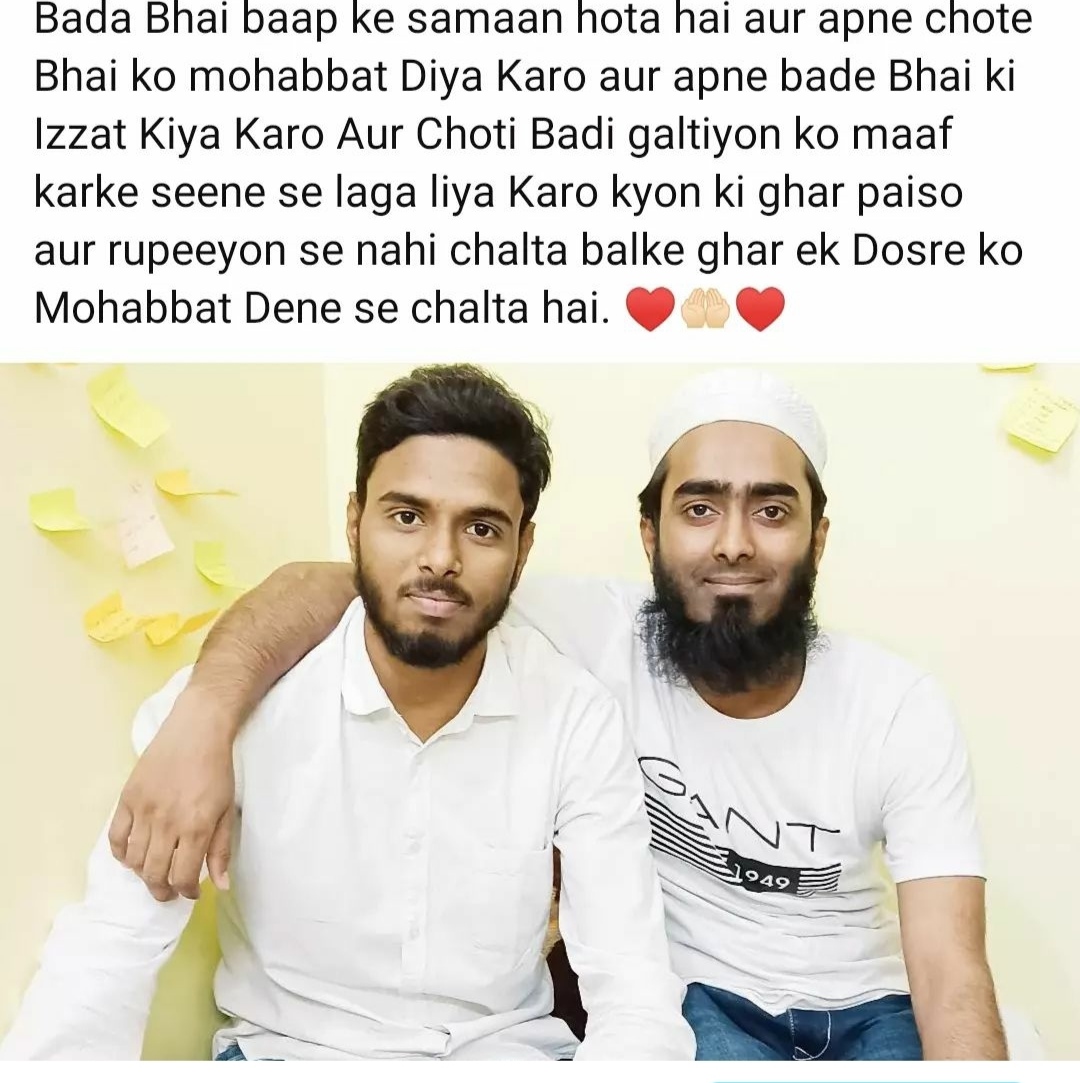 Bada Bhai baap ke samaan hota hai aur apne chote
Bhai ko mohabbat Diya Karo aur apne bade Bhai ki
Izzat Kiya Karo Aur Choti Badi galtiyon ko maaf
karke seene se laga liya Karo kyon ki ghar paiso
aur rupeeyon se nahi chalta balke ghar ek Dosre ko
Mohabbat Dene se chalta hai. ♥️🤲🏻♥️
GANT
1949